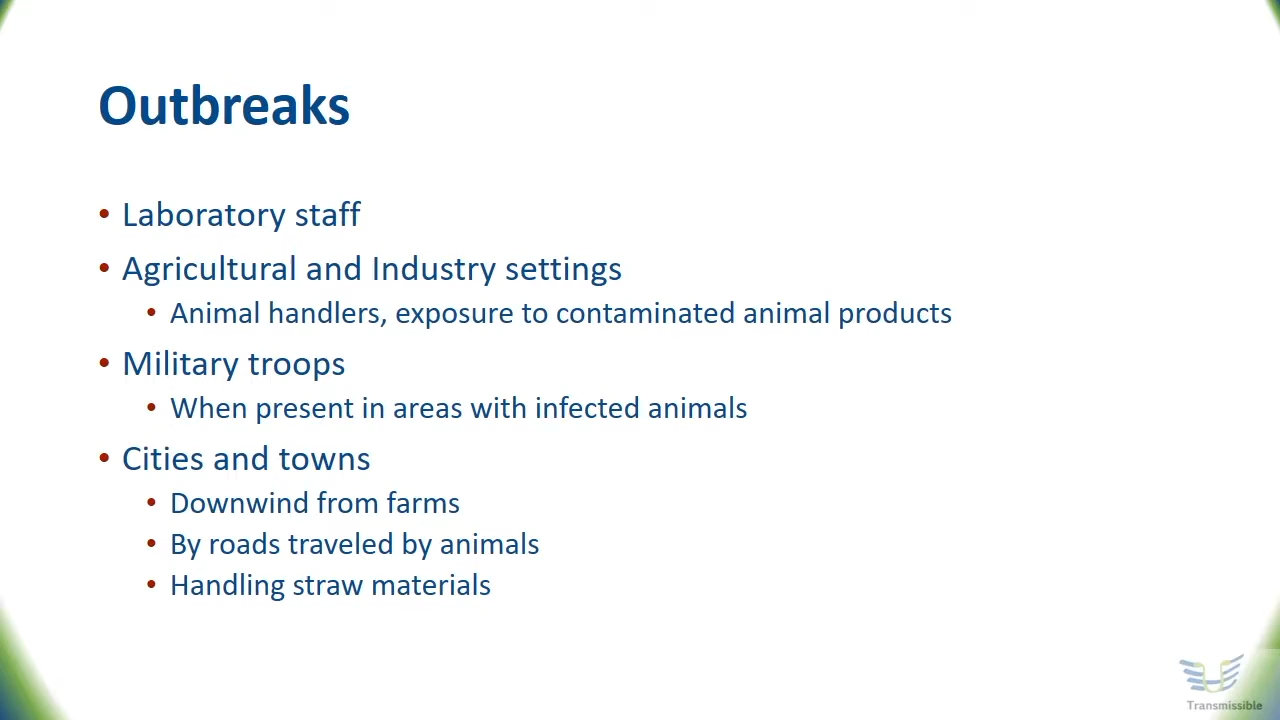 Outbreaks
• Laboratory staff
• Agricultural and Industry settings
• Animal handlers, exposure to contaminated animal products
• Military troops
• When present in areas with infected animals
• Cities and towns
• Downwind from farms
• By roads traveled by animals
• Handling straw materials
Transmissible